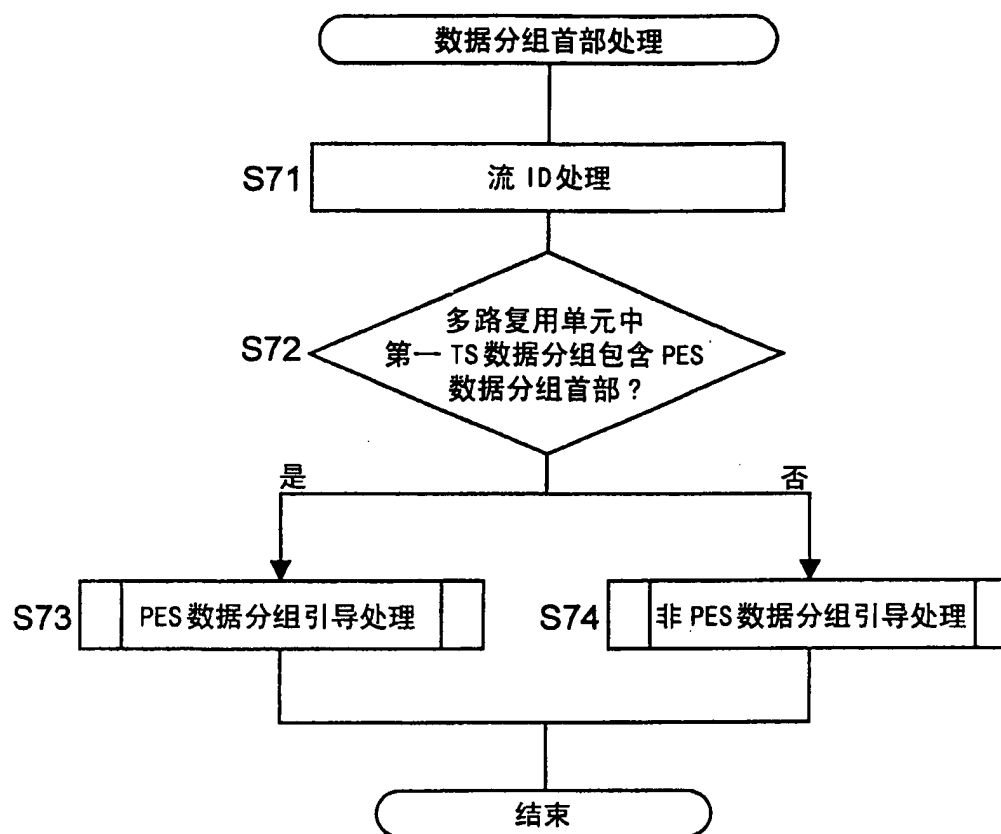 数据分组首部处理
S71
流 ID处理
S72
多路复用单元中
第一 TS数据分组包含 PES
数据分组首部？
是
否
S73
PES数据分组引导处理
S74
非 PES数据分组引导处理
结束